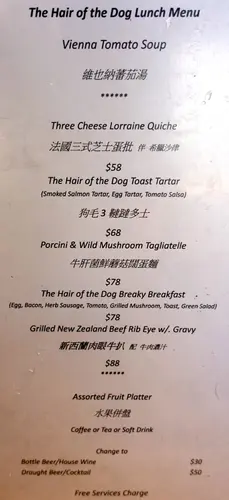 The Hair of the Dog Lunch Menu
Vienna Tomato Soup
維也納蕃茄湯
******
Three Cheese Lorraine Quiche
法國三式芝士蛋批 伴 希臘沙律
$58
The Hair of the Dog Toast Tartar
(Smoked Salmon Tartar, Egg Tartar, Tomato Salsa)
狗毛 3 韃韃多士
$68
Porcini & Wild Mushroom Tagliatelle
牛肝菌鮮蘑菇闊蛋麵
$78
The Hair of the Dog Breaky Breakfast
(Egg, Bacon, Herb Sausage, Tomato, Grilled Mushroom, Toast, Green Salad)
$78
Grilled New Zealand Beef Rib Eye w/. Gravy
新西蘭肉眼牛扒 配 牛肉濃汁
$88
******
Assorted Fruit Platter
水果併盤
Coffee or Tea or Soft Drink
Change to
Bottle Beer/House Wine $30
Draught Beer/Cocktail $50
Free Services Charge